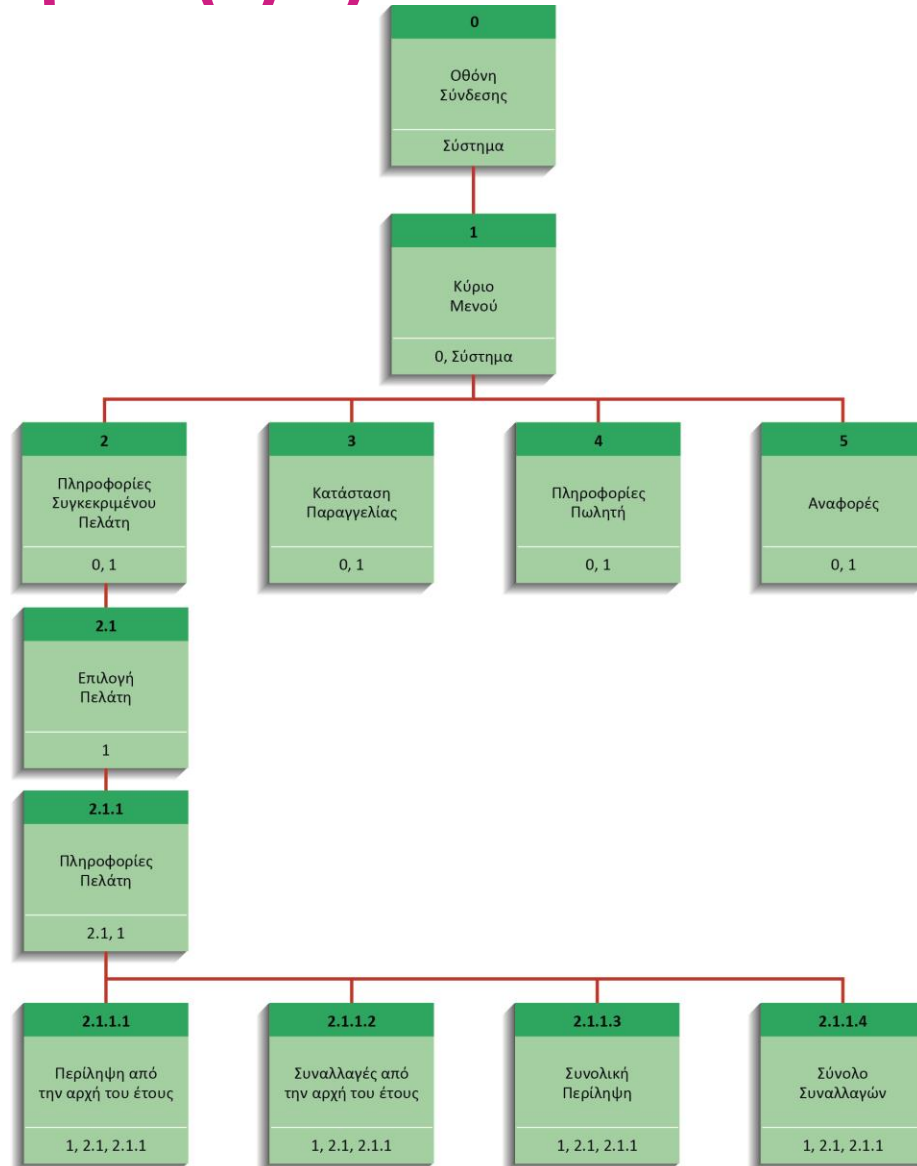 0
Οθόνη
Σύνδεσης
Σύστημα
1
Κύριο
Μενού
0, Σύστημα
2
Πληροφορίες
Συγκεκριμένου
Πελάτη
0, 1
3
Κατάσταση
Παραγγελίας
0, 1
4
Πληροφορίες
Πωλητή
0, 1
5
Αναφορές
0, 1
2.1
Επιλογή
Πελάτη
1
2.1.1
Πληροφορίες
Πελάτη
2.1, 1
2.1.1.1
Περίληψη από
την αρχή του έτους
1, 2.1, 2.1.1
2.1.1.2
Συναλλαγές από
την αρχή του έτους
1, 2.1, 2.1.1
2.1.1.3
Συνολική
Περίληψη
1, 2.1, 2.1.1
2.1.1.4
Σύνολο
Συναλλαγών
1, 2.1, 2.1.1